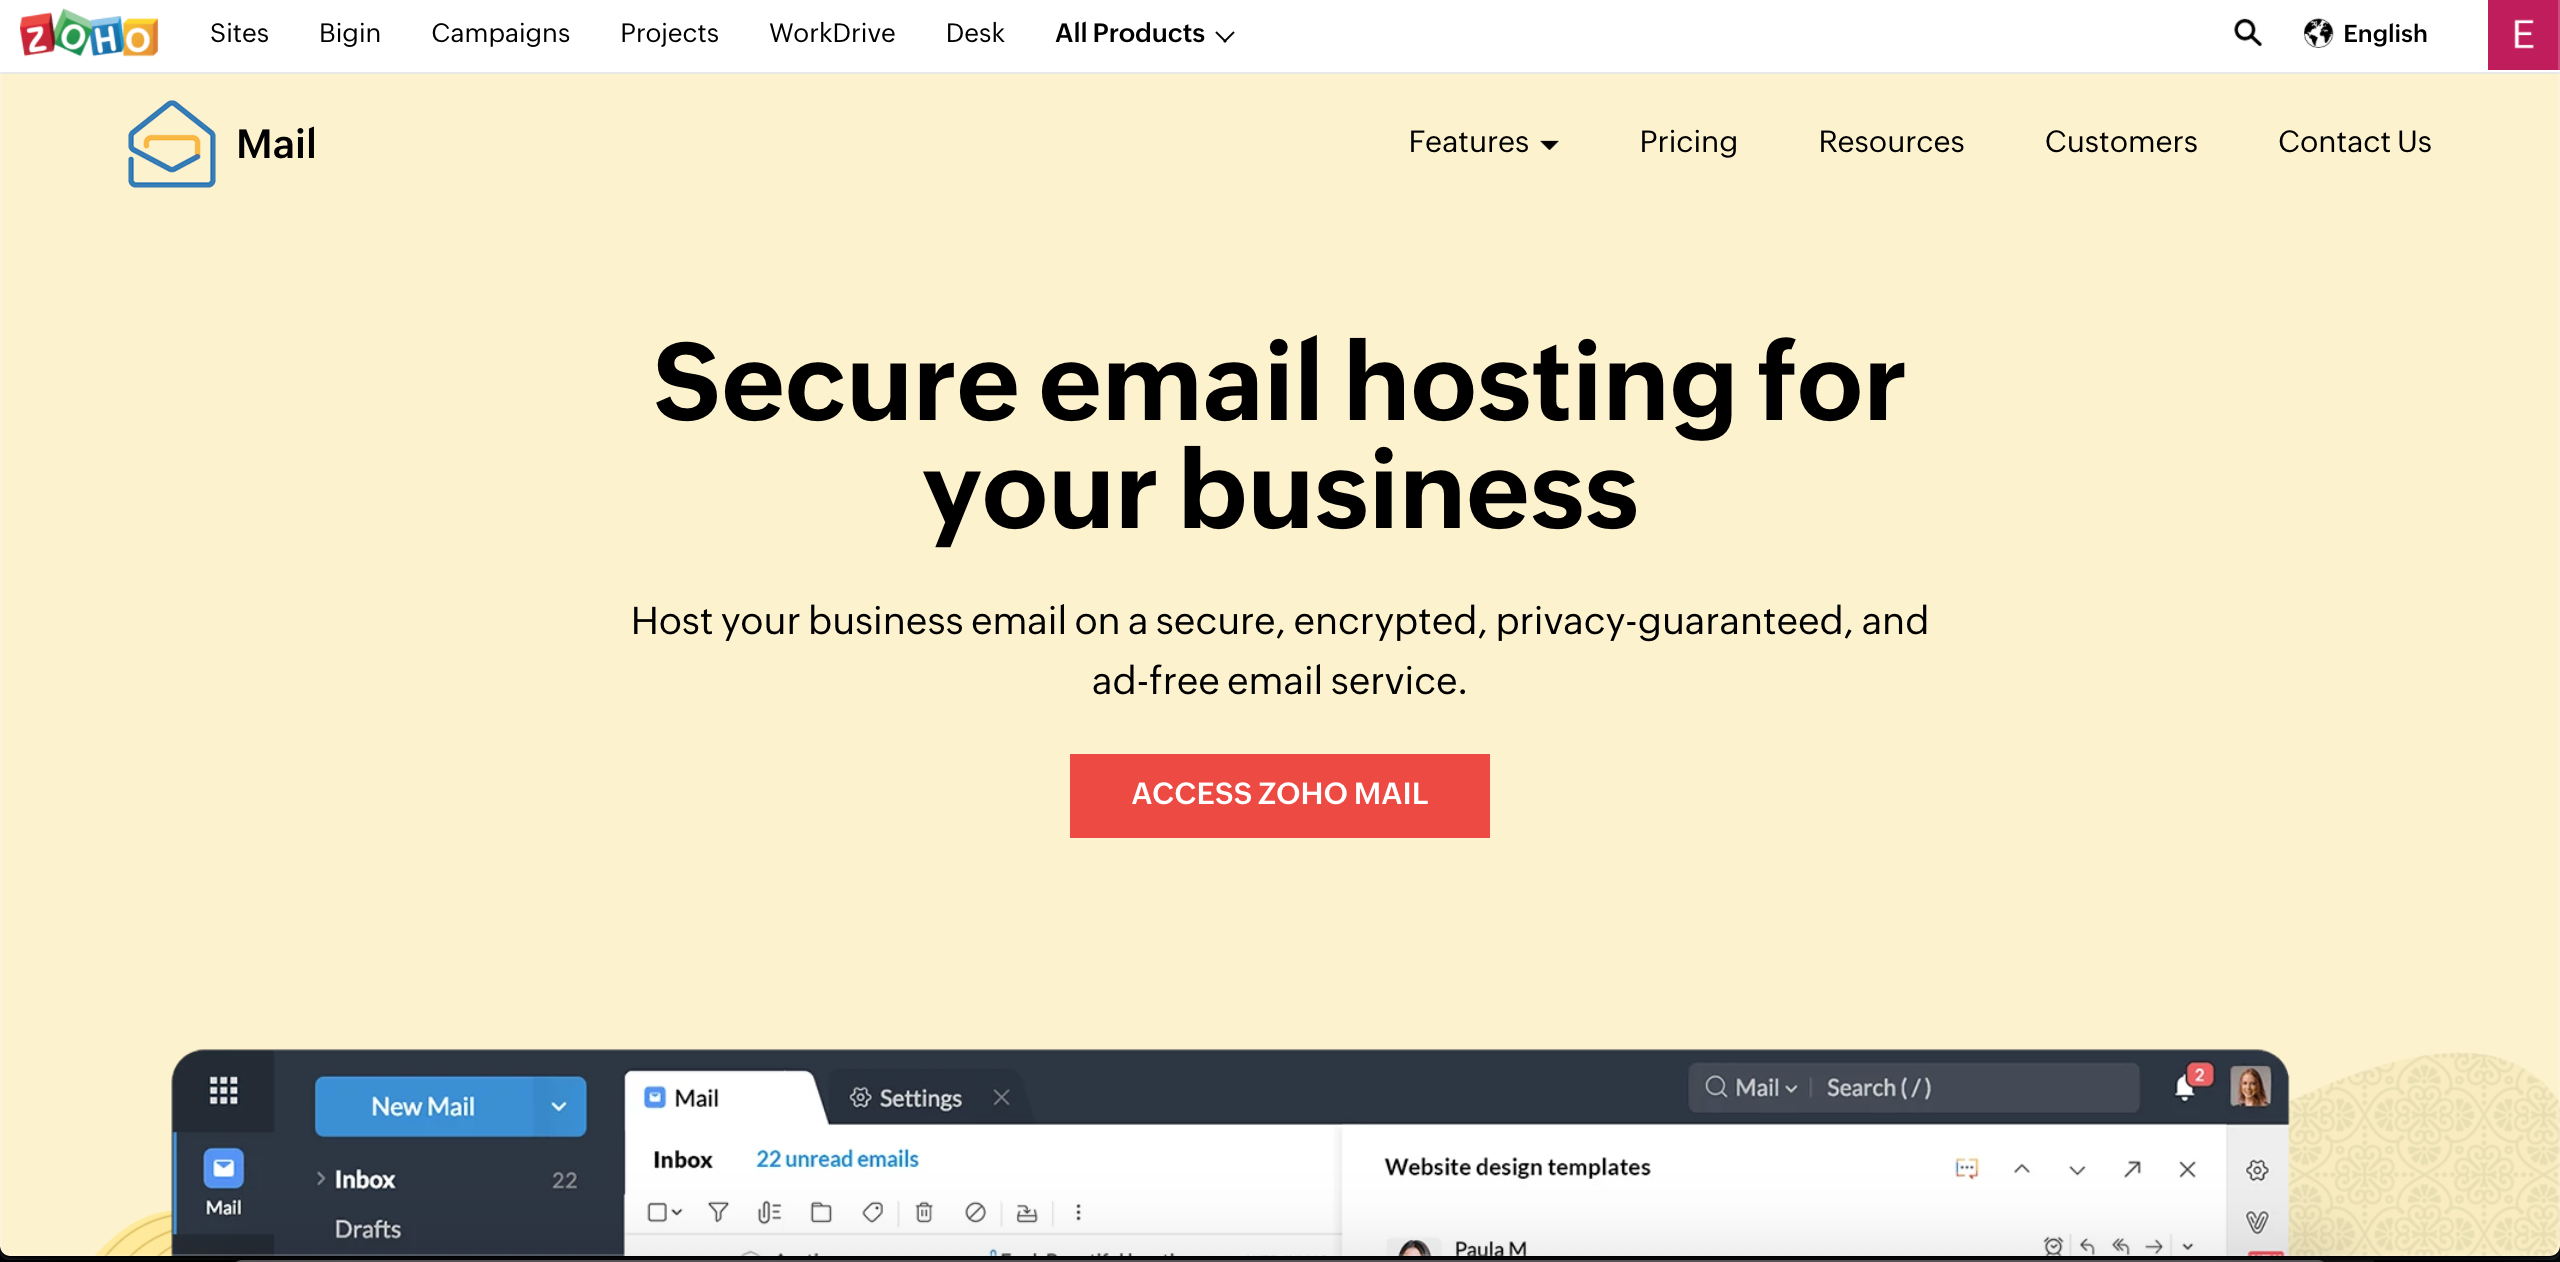 ZOHO
Sites Bigin Campaigns Projects WorkDrive Desk All Products
English
E
Mail
Features Pricing Resources Customers Contact Us
Secure email hosting for
your business
Host your business email on a secure, encrypted, privacy-guaranteed, and
ad-free email service.
ACCESS ZOHO MAIL
New Mail
Mail
Settings
Mail
Search ( / )
2
Inbox 22
Mail
Drafts
Inbox 22 unread emails
Website design templates
Paula M